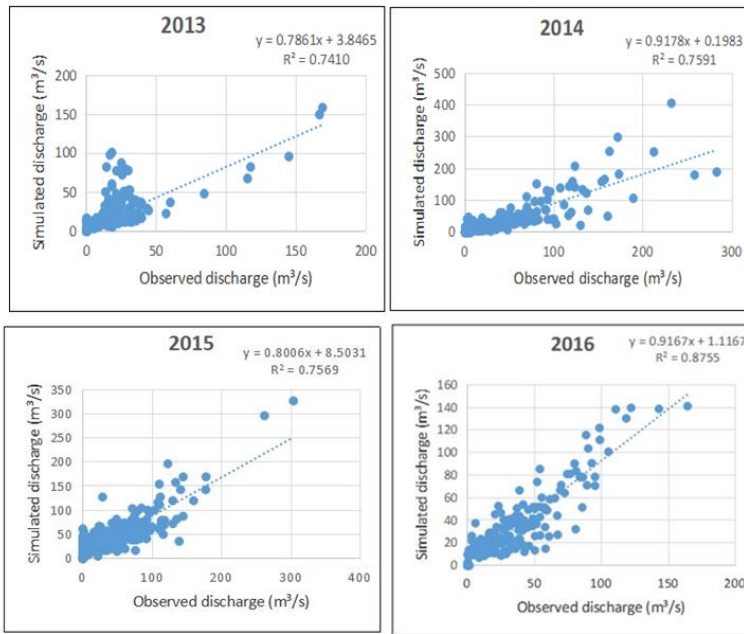 2013
y = 0.7861x + 3.8465
R² = 0.7410
Simulated discharge (m³/s)
200
150
100
50
0
0 50 100 150 200
Observed discharge (m³/s)
2014
y = 0.9178x + 0.1983
R² = 0.7591
Simulated discharge (m³/s)
500
400
300
200
100
0
0 100 200 300
Observed discharge (m³/s)
2015
y = 0.8006x + 8.5031
R² = 0.7569
Simulated discharge (m³/s)
350
300
250
200
150
100
50
0
0 100 200 300 400
Observed discharge (m³/s)
2016
y = 0.9167x + 1.1167
R² = 0.8755
Simulated discharge (m³/s)
160
140
120
100
80
60
40
20
0
0 50 100 150 200
Observed discharge (m³/s)